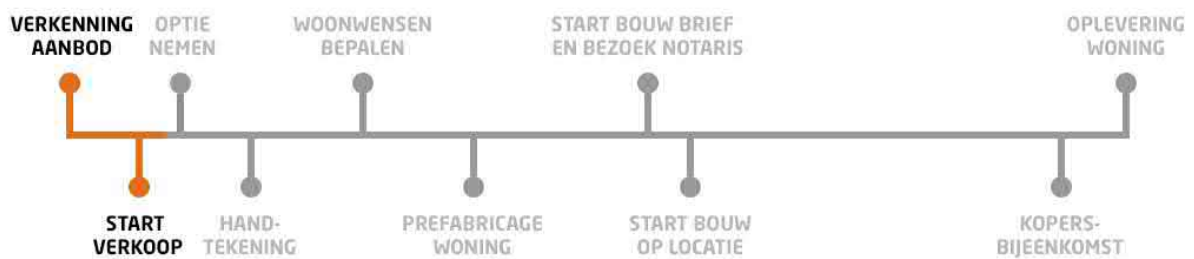 VERKENNING
AANBOD
OPTIE
NEMEN
WOONWENSEN
BEPALEN
START BOUW BRIEF
EN BEZOEK NOTARIS
OPLEVERING
WONING
START
VERKOOP
HAND-
TEKENING
PREFABRICAGE
WONING
START BOUW
OP LOCATIE
KOPERS-
BIJEENKOMST